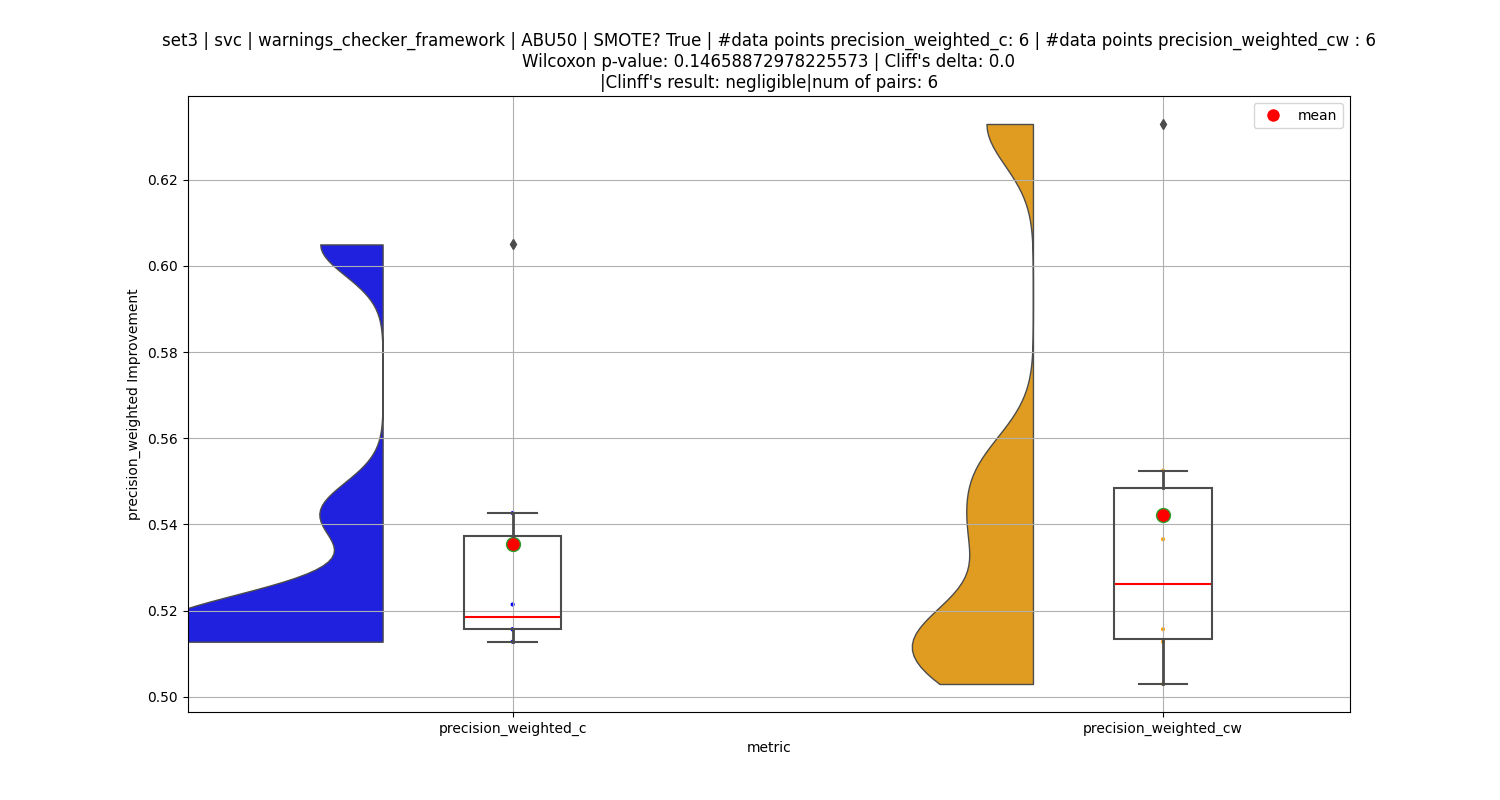 set3 | svc | warnings_checker_framework | ABU50 | SMOTE? True | #data points precision_weighted_c: 6 | #data points precision_weighted_cw : 6
Wilcoxon p-value: 0.14658872978225573 | Cliff's delta: 0.0
|Clinff's result: negligible|num of pairs: 6
mean
0.62
0.60
0.58
0.56
0.54
0.52
0.50
precision_weighted Improvement
precision_weighted_c
precision_weighted_cw
metric